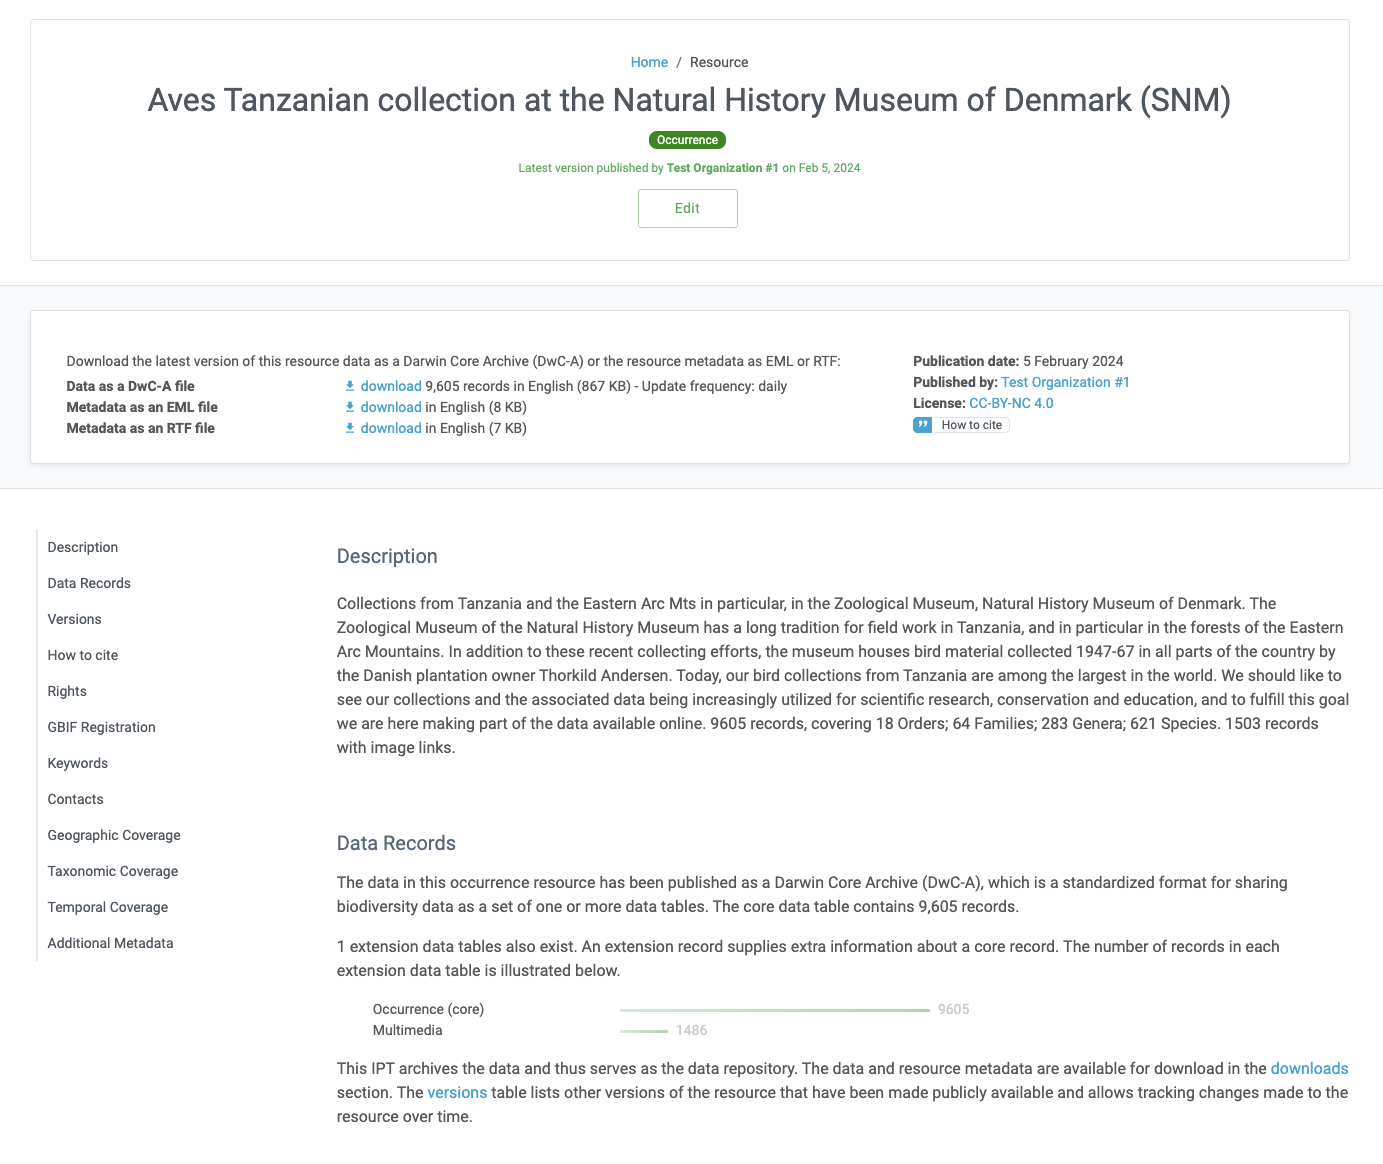 Home / Resource
Aves Tanzanian collection at the Natural History Museum of Denmark (SNM)
Occurrence
Latest version published by Test Organization #1 on Feb 5, 2024
Edit
Download the latest version of this resource data as a Darwin Core Archive (DwC-A) or the resource metadata as EML or RTF:
Data as a DwC-A file download 9,605 records in English (867 KB) - Update frequency: daily
Metadata as an EML file download in English (8 KB)
Metadata as an RTF file download in English (7 KB)
Publication date: 5 February 2024
Published by: Test Organization #1
License: CC-BY-NC 4.0
How to cite
Description
Data Records
Versions
How to cite
Rights
GBIF Registration
Keywords
Contacts
Geographic Coverage
Taxonomic Coverage
Temporal Coverage
Additional Metadata
Description
Collections from Tanzania and the Eastern Arc Mts in particular, in the Zoological Museum, Natural History Museum of Denmark. The
Zoological Museum of the Natural History Museum has a long tradition for field work in Tanzania, and in particular in the forests of the Eastern
Arc Mountains. In addition to these recent collecting efforts, the museum houses bird material collected 1947-67 in all parts of the country by
the Danish plantation owner Thorkild Andersen. Today, our bird collections from Tanzania are among the largest in the world. We should like to
see our collections and the associated data being increasingly utilized for scientific research, conservation and education, and to fulfill this goal
we are here making part of the data available online. 9605 records, covering 18 Orders; 64 Families; 283 Genera; 621 Species. 1503 records
with image links.
Data Records
The data in this occurrence resource has been published as a Darwin Core Archive (DwC-A), which is a standardized format for sharing
biodiversity data as a set of one or more data tables. The core data table contains 9,605 records.
1 extension data tables also exist. An extension record supplies extra information about a core record. The number of records in each
extension data table is illustrated below.
Occurrence (core) 9605
Multimedia 1486
This IPT archives the data and thus serves as the data repository. The data and resource metadata are available for download in the downloads
section. The versions table lists other versions of the resource that have been made publicly available and allows tracking changes made to the
resource over time.